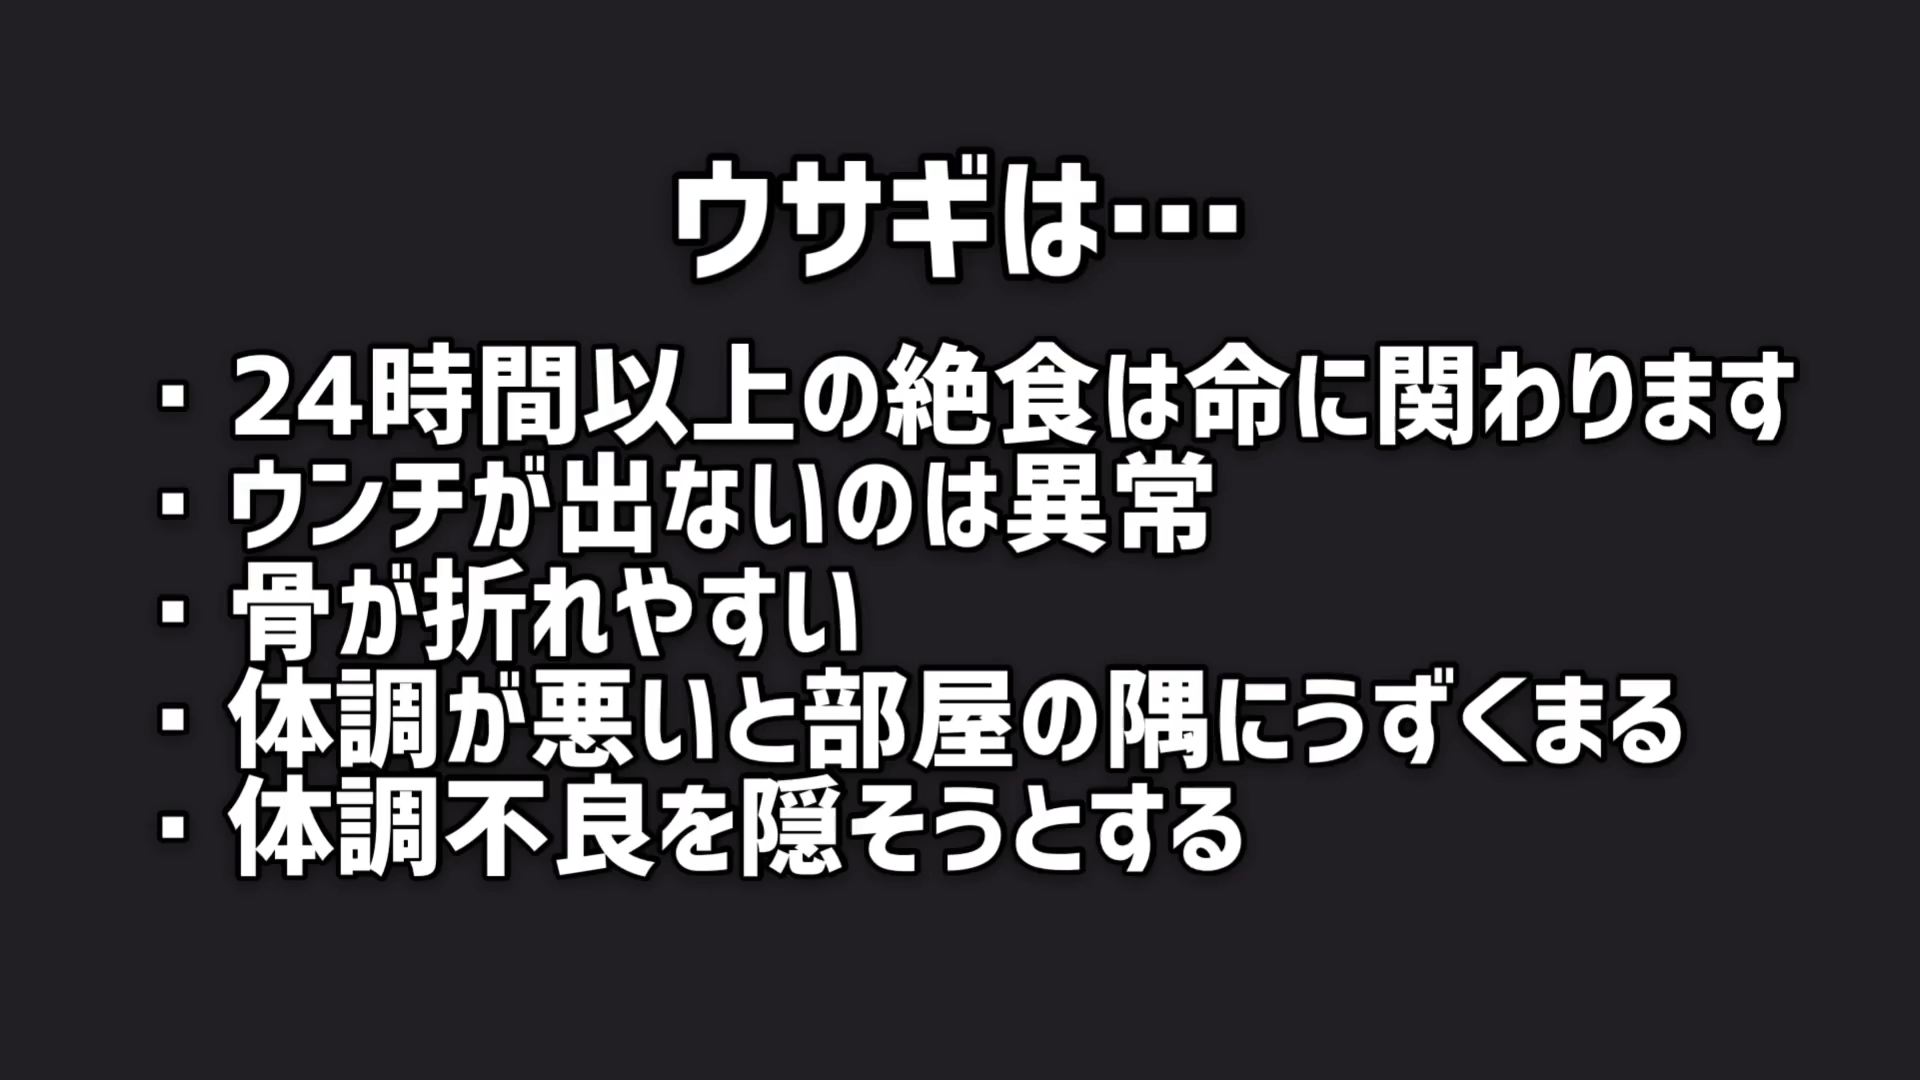 ウサギは…
・24時間以上の絶食は命に関わります
・ウンチが出ないのは異常
・骨が折れやすい
・体調が悪いと部屋の隅にうずくまる
・体調不良を隠そうとする